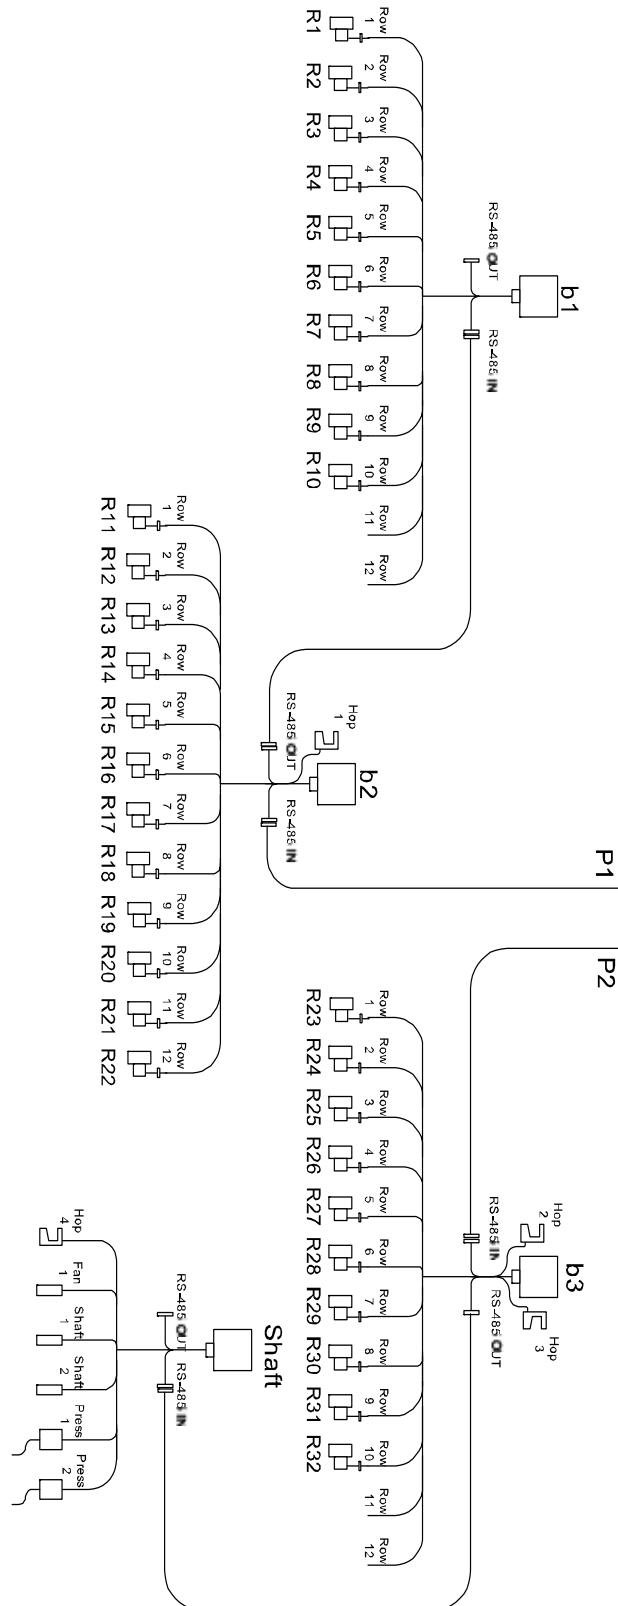 b1
RS-485 OUT
RS-485 IN
Row 1
Row 2
Row 3
Row 4
Row 5
Row 6
Row 7
Row 8
Row 9
Row 10
Row 11
Row 12
R1
R2
R3
R4
R5
R6
R7
R8
R9
R10
P1
P2
b2
Hop 1
RS-485 OUT
RS-485 IN
Row 1
Row 2
Row 3
Row 4
Row 5
Row 6
Row 7
Row 8
Row 9
Row 10
Row 11
Row 12
R11
R12
R13
R14
R15
R16
R17
R18
R19
R20
R21
R22
Hop 2
b3
Hop 3
RS-485 IN
RS-485 OUT
Row 1
Row 2
Row 3
Row 4
Row 5
Row 6
Row 7
Row 8
Row 9
Row 10
Row 11
Row 12
R23
R24
R25
R26
R27
R28
R29
R30
R31
R32
Shaft
RS-485 OUT
RS-485 IN
Hop 4
Fan 1
Shaft 1
Shaft 2
Press 1
Press 2